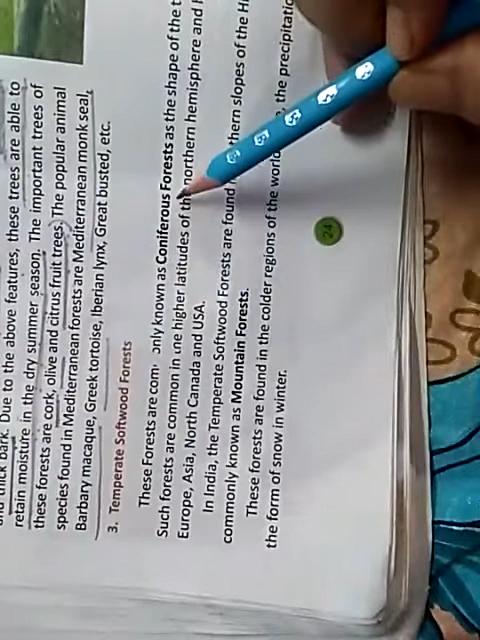 thick bark. Due to the above features, these trees are able to
retain moisture in the dry summer season. The important trees of
these forests are cork, olive and citrus fruit trees. The popular animal
species found in Mediterranean forests are Mediterranean monk seal,
Barbary macaque, Greek tortoise, Iberian lynx, Great busted, etc.
3. Temperate Softwood Forests
These Forests are com only known as Coniferous Forests as the shape of the
Such forests are common in the higher latitudes of the northern hemisphere and
Europe, Asia, North Canada and USA.
In India, the Temperate Softwood Forests are found slopes of the
commonly known as Mountain Forests.
These forests are found in the colder regions of the world the
the form of snow in winter.
24